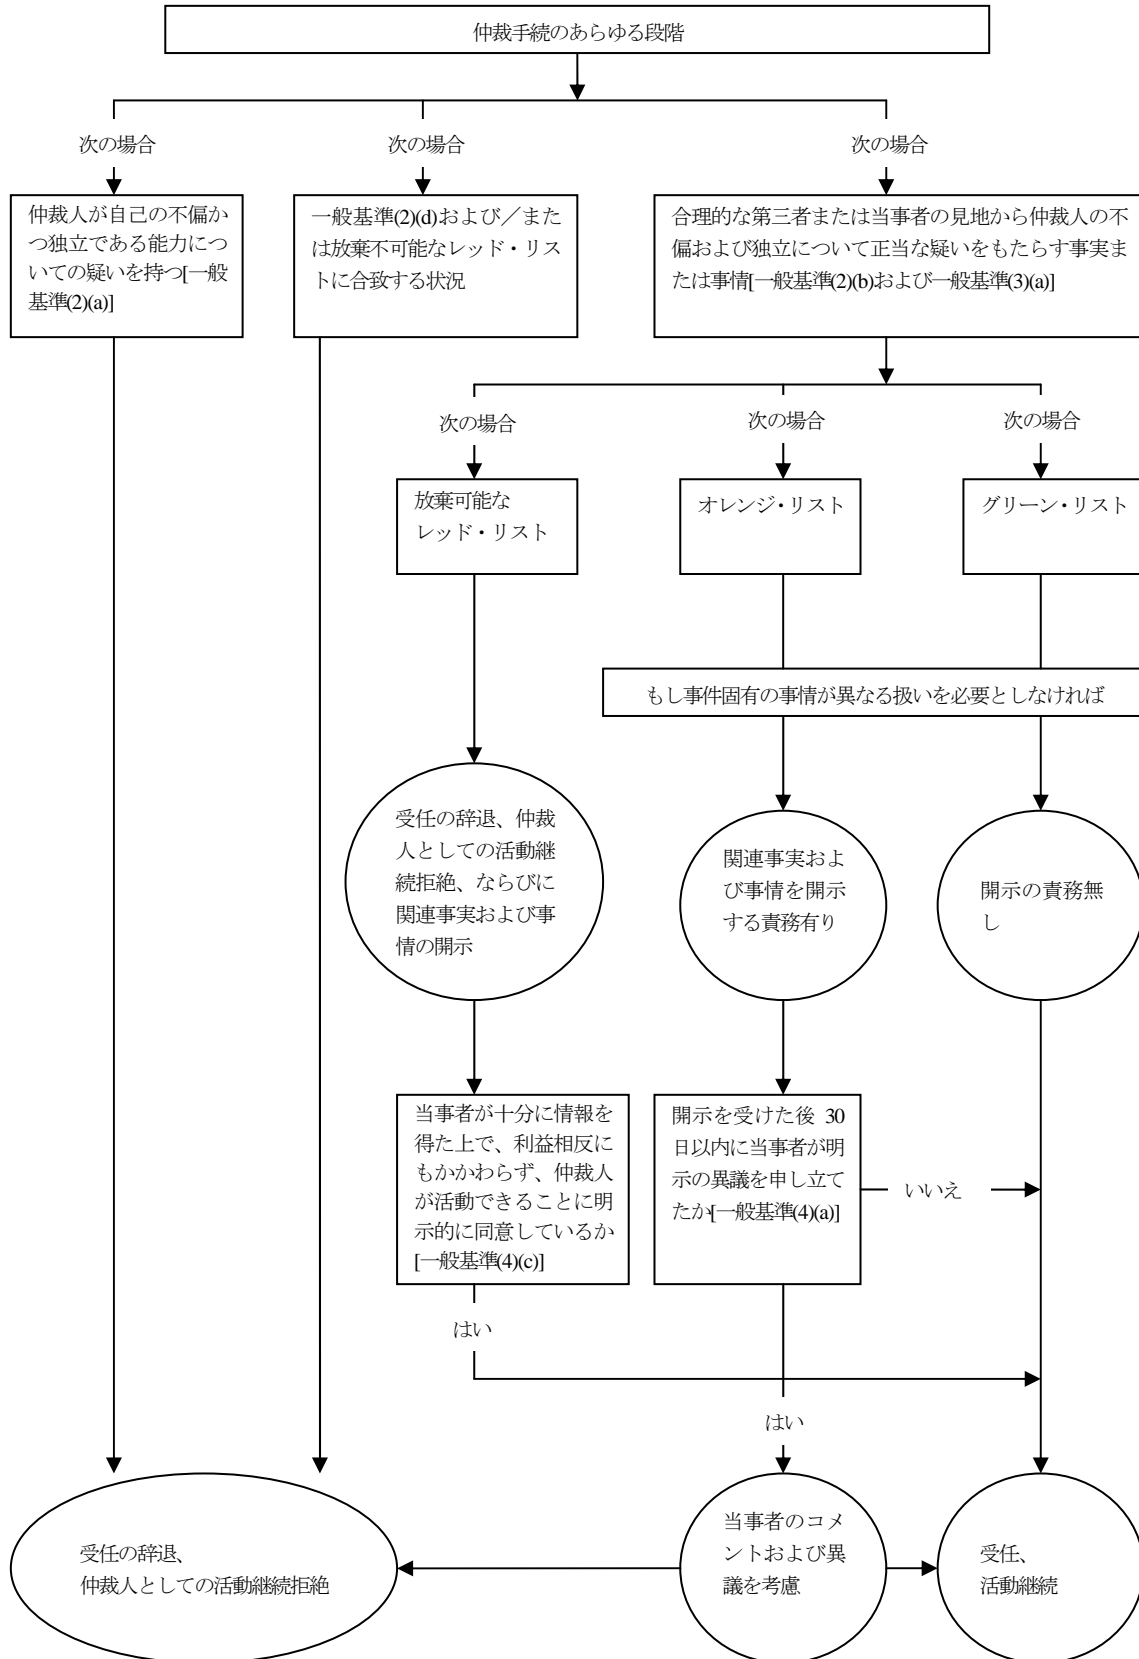 仲裁手続のあらゆる段階
次の場合
次の場合
次の場合
仲裁人が自己の不偏か
つ独立である能力につ
いての疑いを持つ[一般
基準(2)(a)]
一般基準(2)(d)および／また
は放棄不可能なレッド・リス
トに合致する状況
合理的な第三者または当事者の見地から仲裁人の不
偏および独立について正当な疑いをもたらす事実ま
たは事情[一般基準(2)(b)および一般基準(3)(a)]
次の場合
次の場合
次の場合
放棄可能な
レッド・リスト
オレンジ・リスト
グリーン・リスト
もし事件固有の事情が異なる扱いを必要としなければ
受任の辞退、仲裁
人としての活動継
続拒絶、ならびに
関連事実および事
情の開示
関連事実およ
び事情を開示
する責務有り
開示の責務無
し
当事者が十分に情報を
得た上で、利益相反に
もかかわらず、仲裁人
が活動できることに明
示的に同意しているか
[一般基準(4)(c)]
開示を受けた後 30
日以内に当事者が明
示の異議を申し立て
たか[一般基準(4)(a)]
いいえ
はい
はい
受任の辞退、
仲裁人としての活動継続拒絶
当事者のコメ
ントおよび異
議を考慮
受任、
活動継続